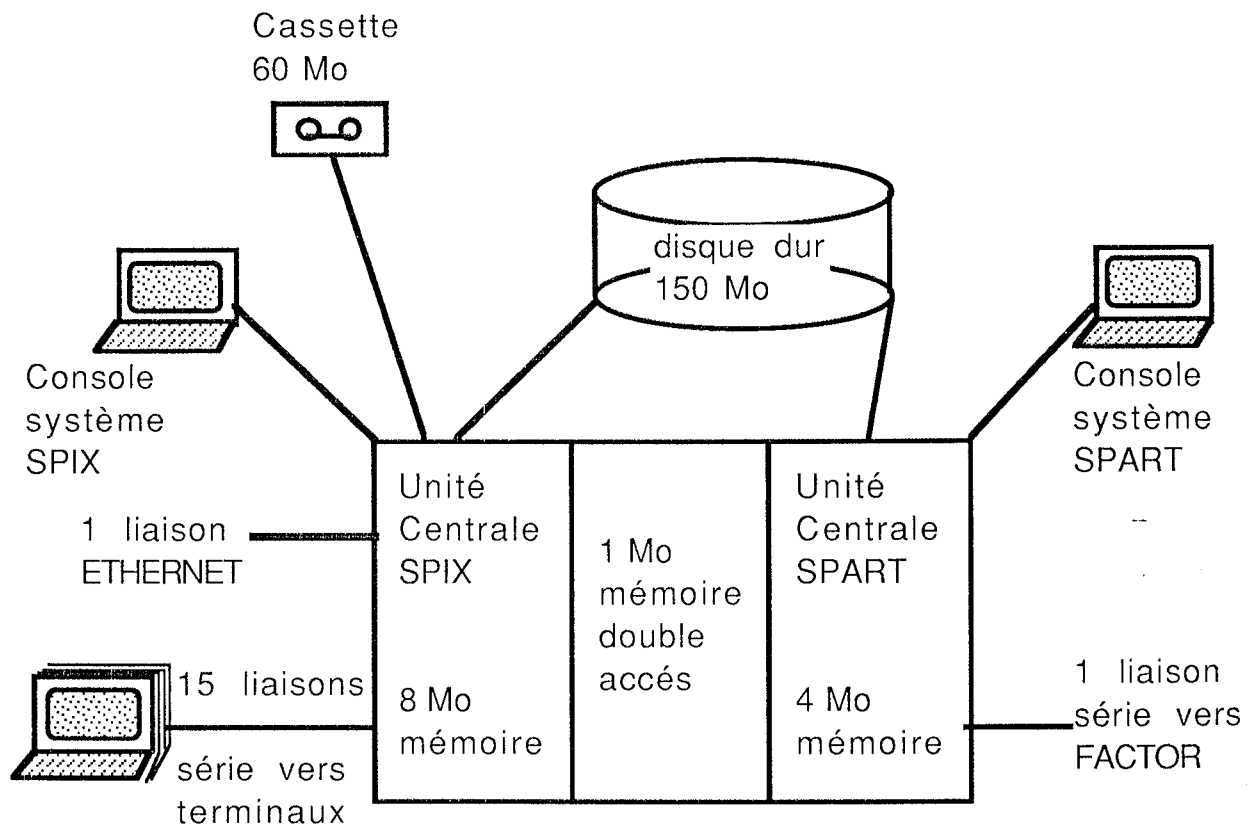 Cassette
60 Mo
disque dur
150 Mo
Console
système
SPIX
Console
système
SPART
Unité
Centrale
SPIX
8 Mo
mémoire
1 Mo
mémoire
double
accés
Unité
Centrale
SPART
4 Mo
mémoire
1 liaison
ETHERNET
15 liaisons
série vers
terminaux
1 liaison
série vers
FACTOR